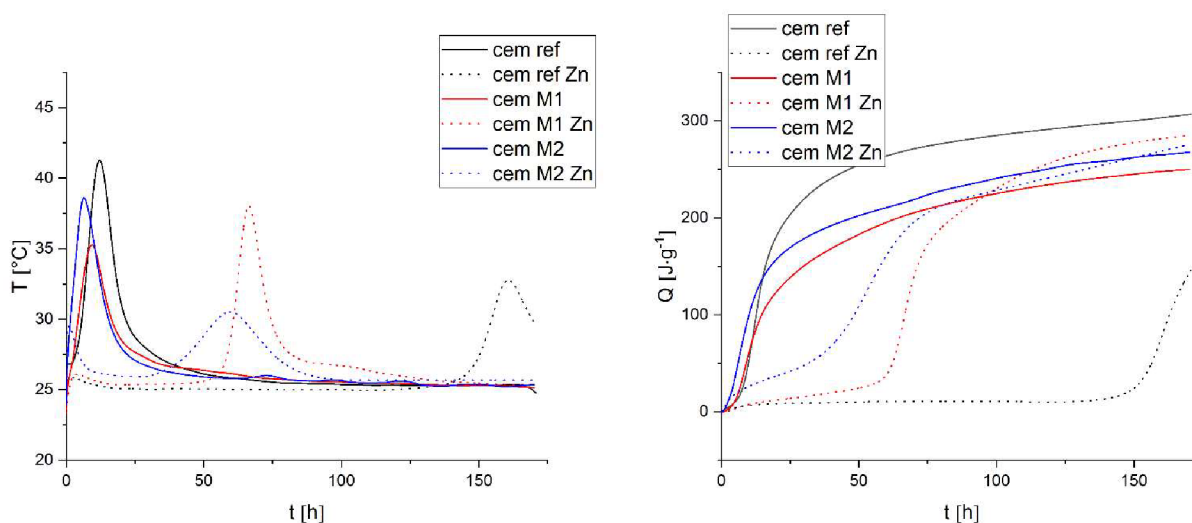 cem ref
cem ref Zn
cem M1
cem M1 Zn
cem M2
cem M2 Zn
45
40
35
30
25
20
T [°C]
0
50
100
150
t [h]
cem ref
cem ref Zn
cem M1
cem M1 Zn
cem M2
cem M2 Zn
300
200
100
0
Q [J·g-1]
0
50
100
150
t [h]